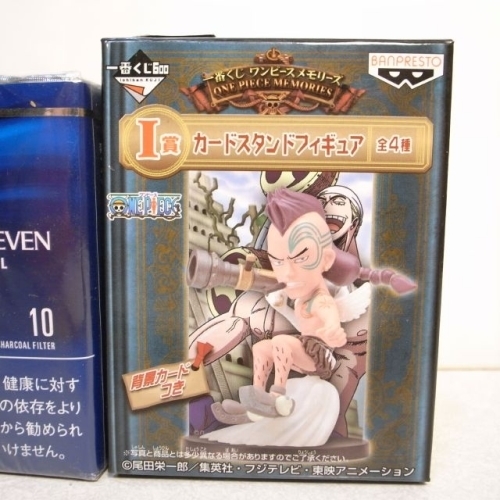 一番くじ600
Ichiban KUJI
BANPRESTO
一番くじ ワンピースメモリーズ
ONE PIECE MEMORIES
I賞 カードスタンドフィギュア 全4種
ONE PIECE
背景カード
つき
※写真と商品とは多少異なる場合がありますのでご了承ください。
©尾田栄一郎／集英社・フジテレビ・東映アニメーション
EVEN
L
10
CHARCOAL FILTER
健康に対す
の依存をより
から勧められ
いけません。